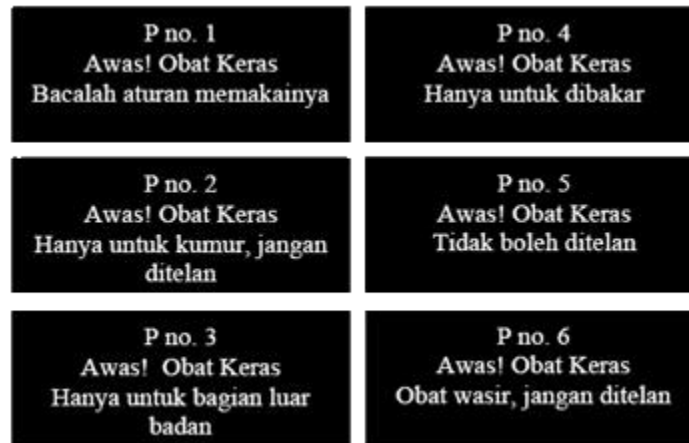 P no. 1
Awas! Obat Keras
Bacalah aturan memakainya
P no. 2
Awas! Obat Keras
Hanya untuk kumur, jangan
ditelan
P no. 3
Awas! Obat Keras
Hanya untuk bagian luar
badan
P no. 4
Awas! Obat Keras
Hanya untuk dibakar
P no. 5
Awas! Obat Keras
Tidak boleh ditelan
P no. 6
Awas! Obat Keras
Obat wasir, jangan ditelan